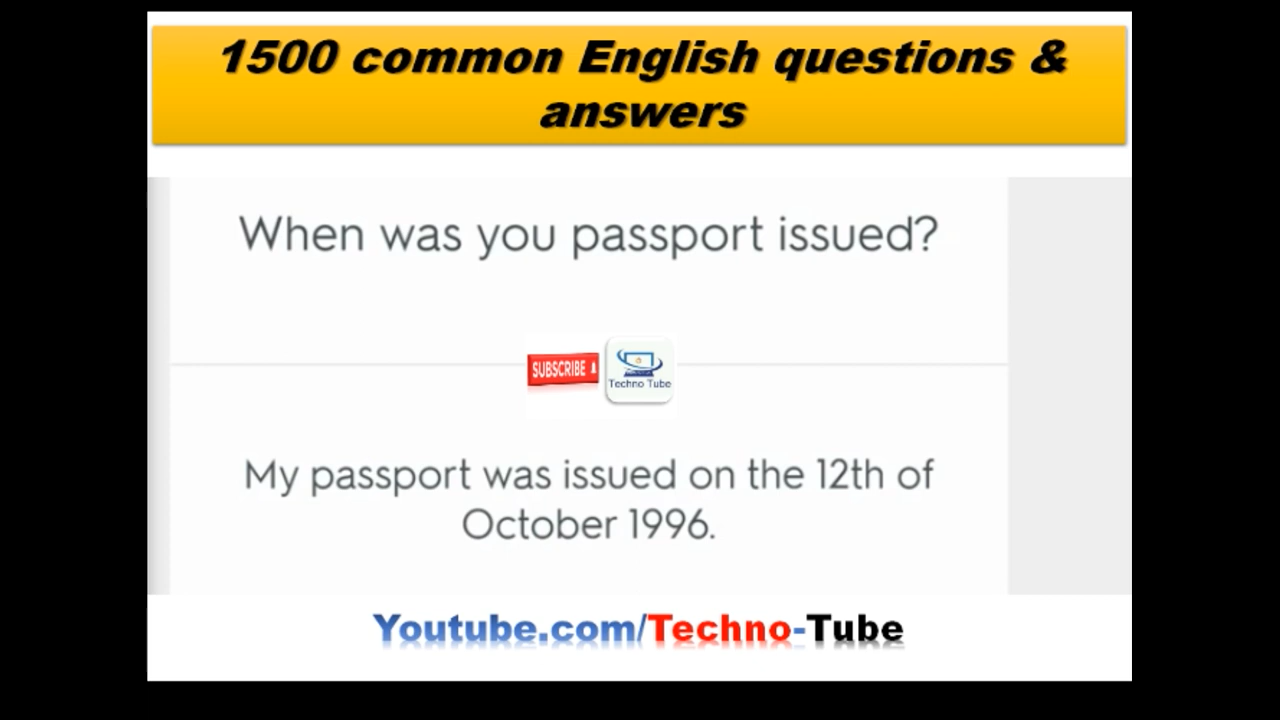 1500 common English questions &
answers
When was you passport issued?
SUBSCRIBE
Techno Tube
My passport was issued on the 12th of
October 1996.
Youtube.com/Techno-Tube